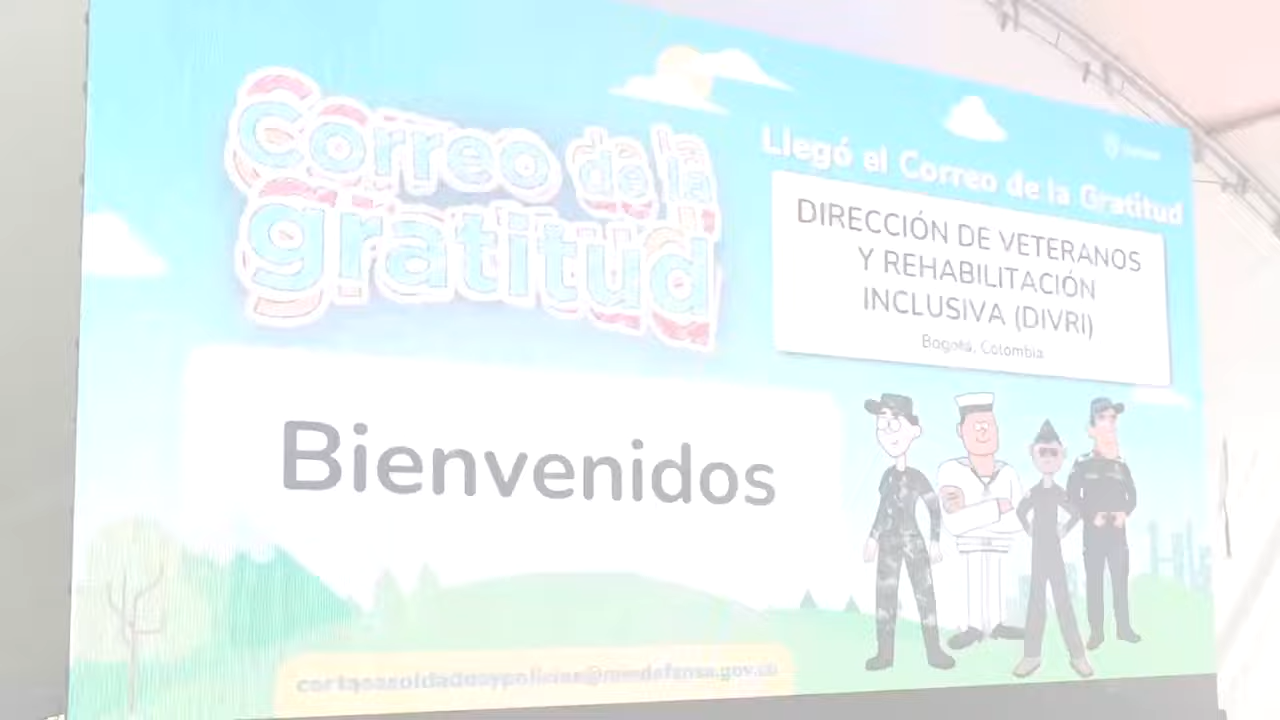 Correo de la
gratitud
Llegó el Correo de la Gratitud
DIRECCIÓN DE VETERANOS
Y REHABILITACIÓN
INCLUSIVA (DIVRI)
Bogotá, Colombia
Bienvenidos